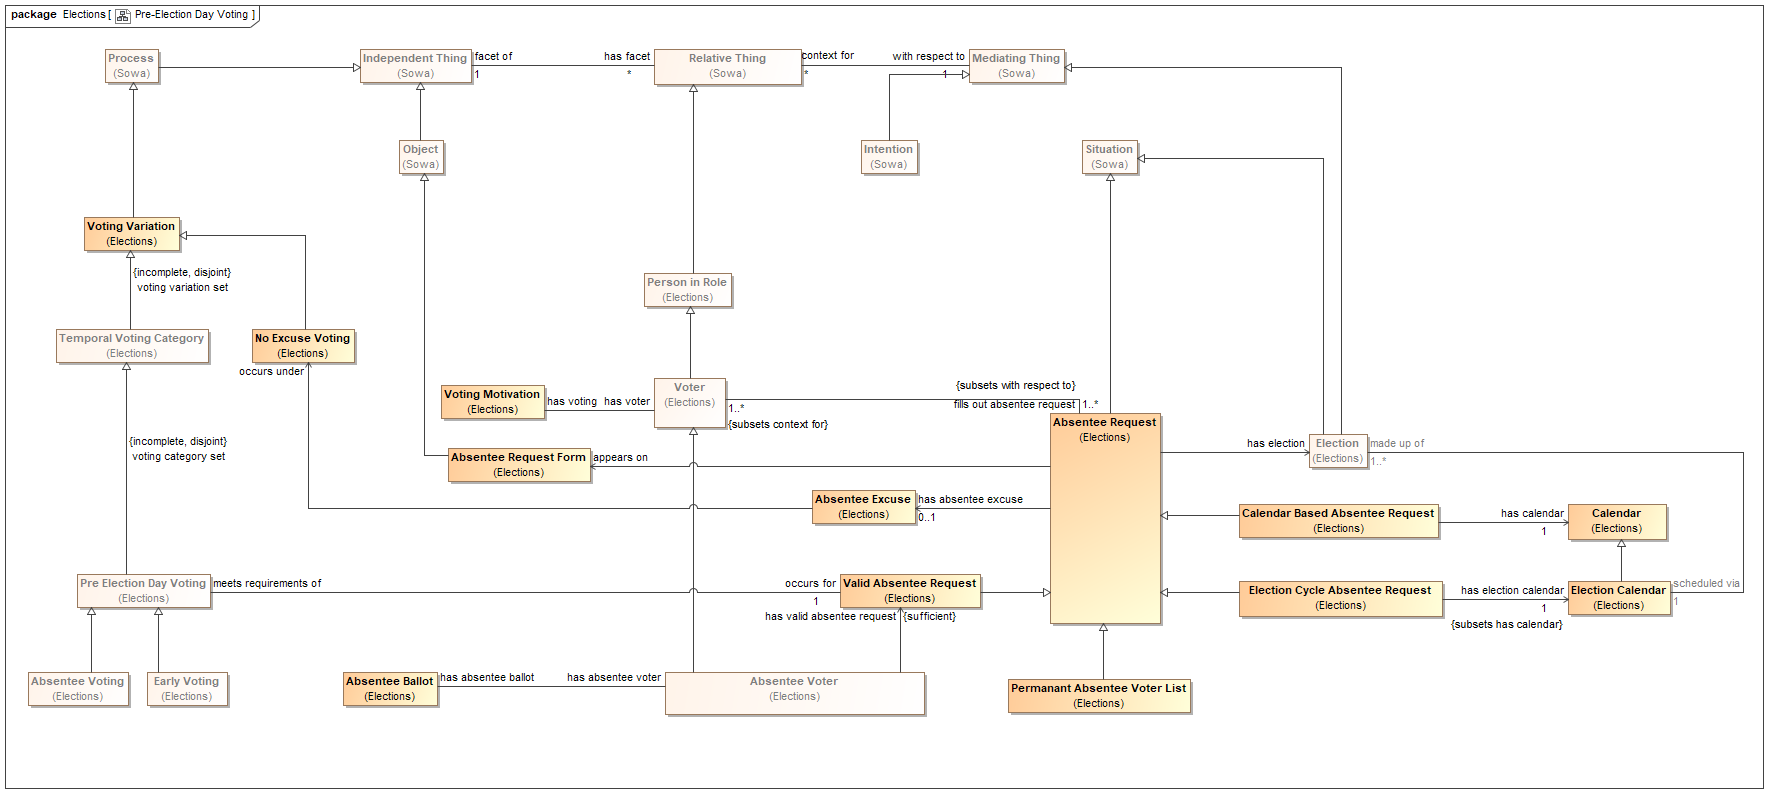 package Elections [ Pre-Election Day Voting ]
Process
(Sowa)
Independent Thing
(Sowa)
facet of
1
has facet
*
Relative Thing
(Sowa)
context for
*
with respect to
1
Mediating Thing
(Sowa)
Object
(Sowa)
Intention
(Sowa)
Situation
(Sowa)
Voting Variation
(Elections)
{incomplete, disjoint}
voting variation set
Person in Role
(Elections)
Temporal Voting Category
(Elections)
No Excuse Voting
(Elections)
occurs under
Voting Motivation
(Elections)
has voting
has voter
Voter
(Elections)
1..*
{subsets context for}
{subsets with respect to}
fills out absentee request
1..*
Absentee Request
(Elections)
{incomplete, disjoint}
voting category set
Absentee Request Form
(Elections)
appears on
has election
Election
(Elections)
made up of
1..*
Absentee Excuse
(Elections)
has absentee excuse
0..1
Calendar Based Absentee Request
(Elections)
has calendar
1
Calendar
(Elections)
Pre Election Day Voting
(Elections)
meets requirements of
occurs for
1
Valid Absentee Request
(Elections)
has valid absentee request
{sufficient}
Election Cycle Absentee Request
(Elections)
has election calendar
1
{subsets has calendar}
Election Calendar
(Elections)
scheduled via
1
Absentee Voting
(Elections)
Early Voting
(Elections)
Absentee Ballot
(Elections)
has absentee ballot
has absentee voter
Absentee Voter
(Elections)
Permanant Absentee Voter List
(Elections)